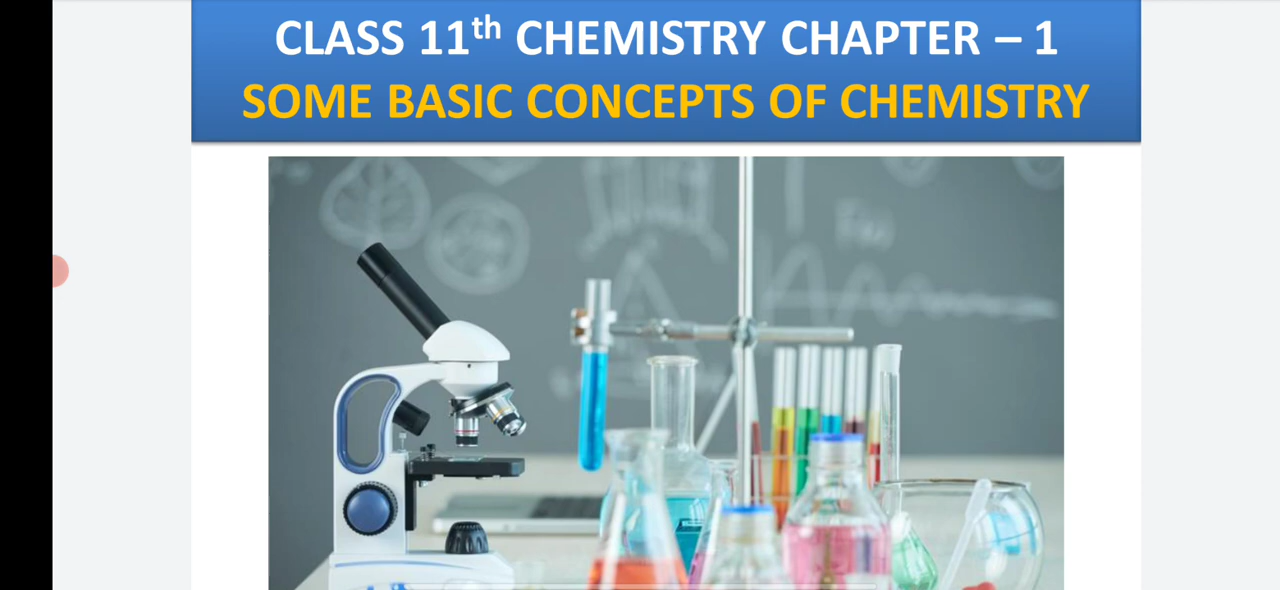 CLASS 11th CHEMISTRY CHAPTER – 1
SOME BASIC CONCEPTS OF CHEMISTRY